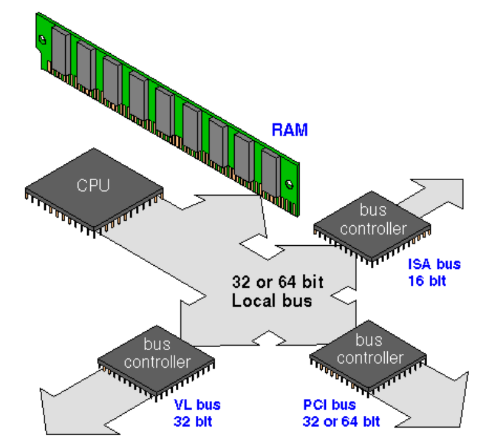 RAM
CPU
bus
controller
ISA bus
16 bit
32 or 64 bit
Local bus
bus
controller
VL bus
32 bit
bus
controller
PCI bus
32 or 64 bit